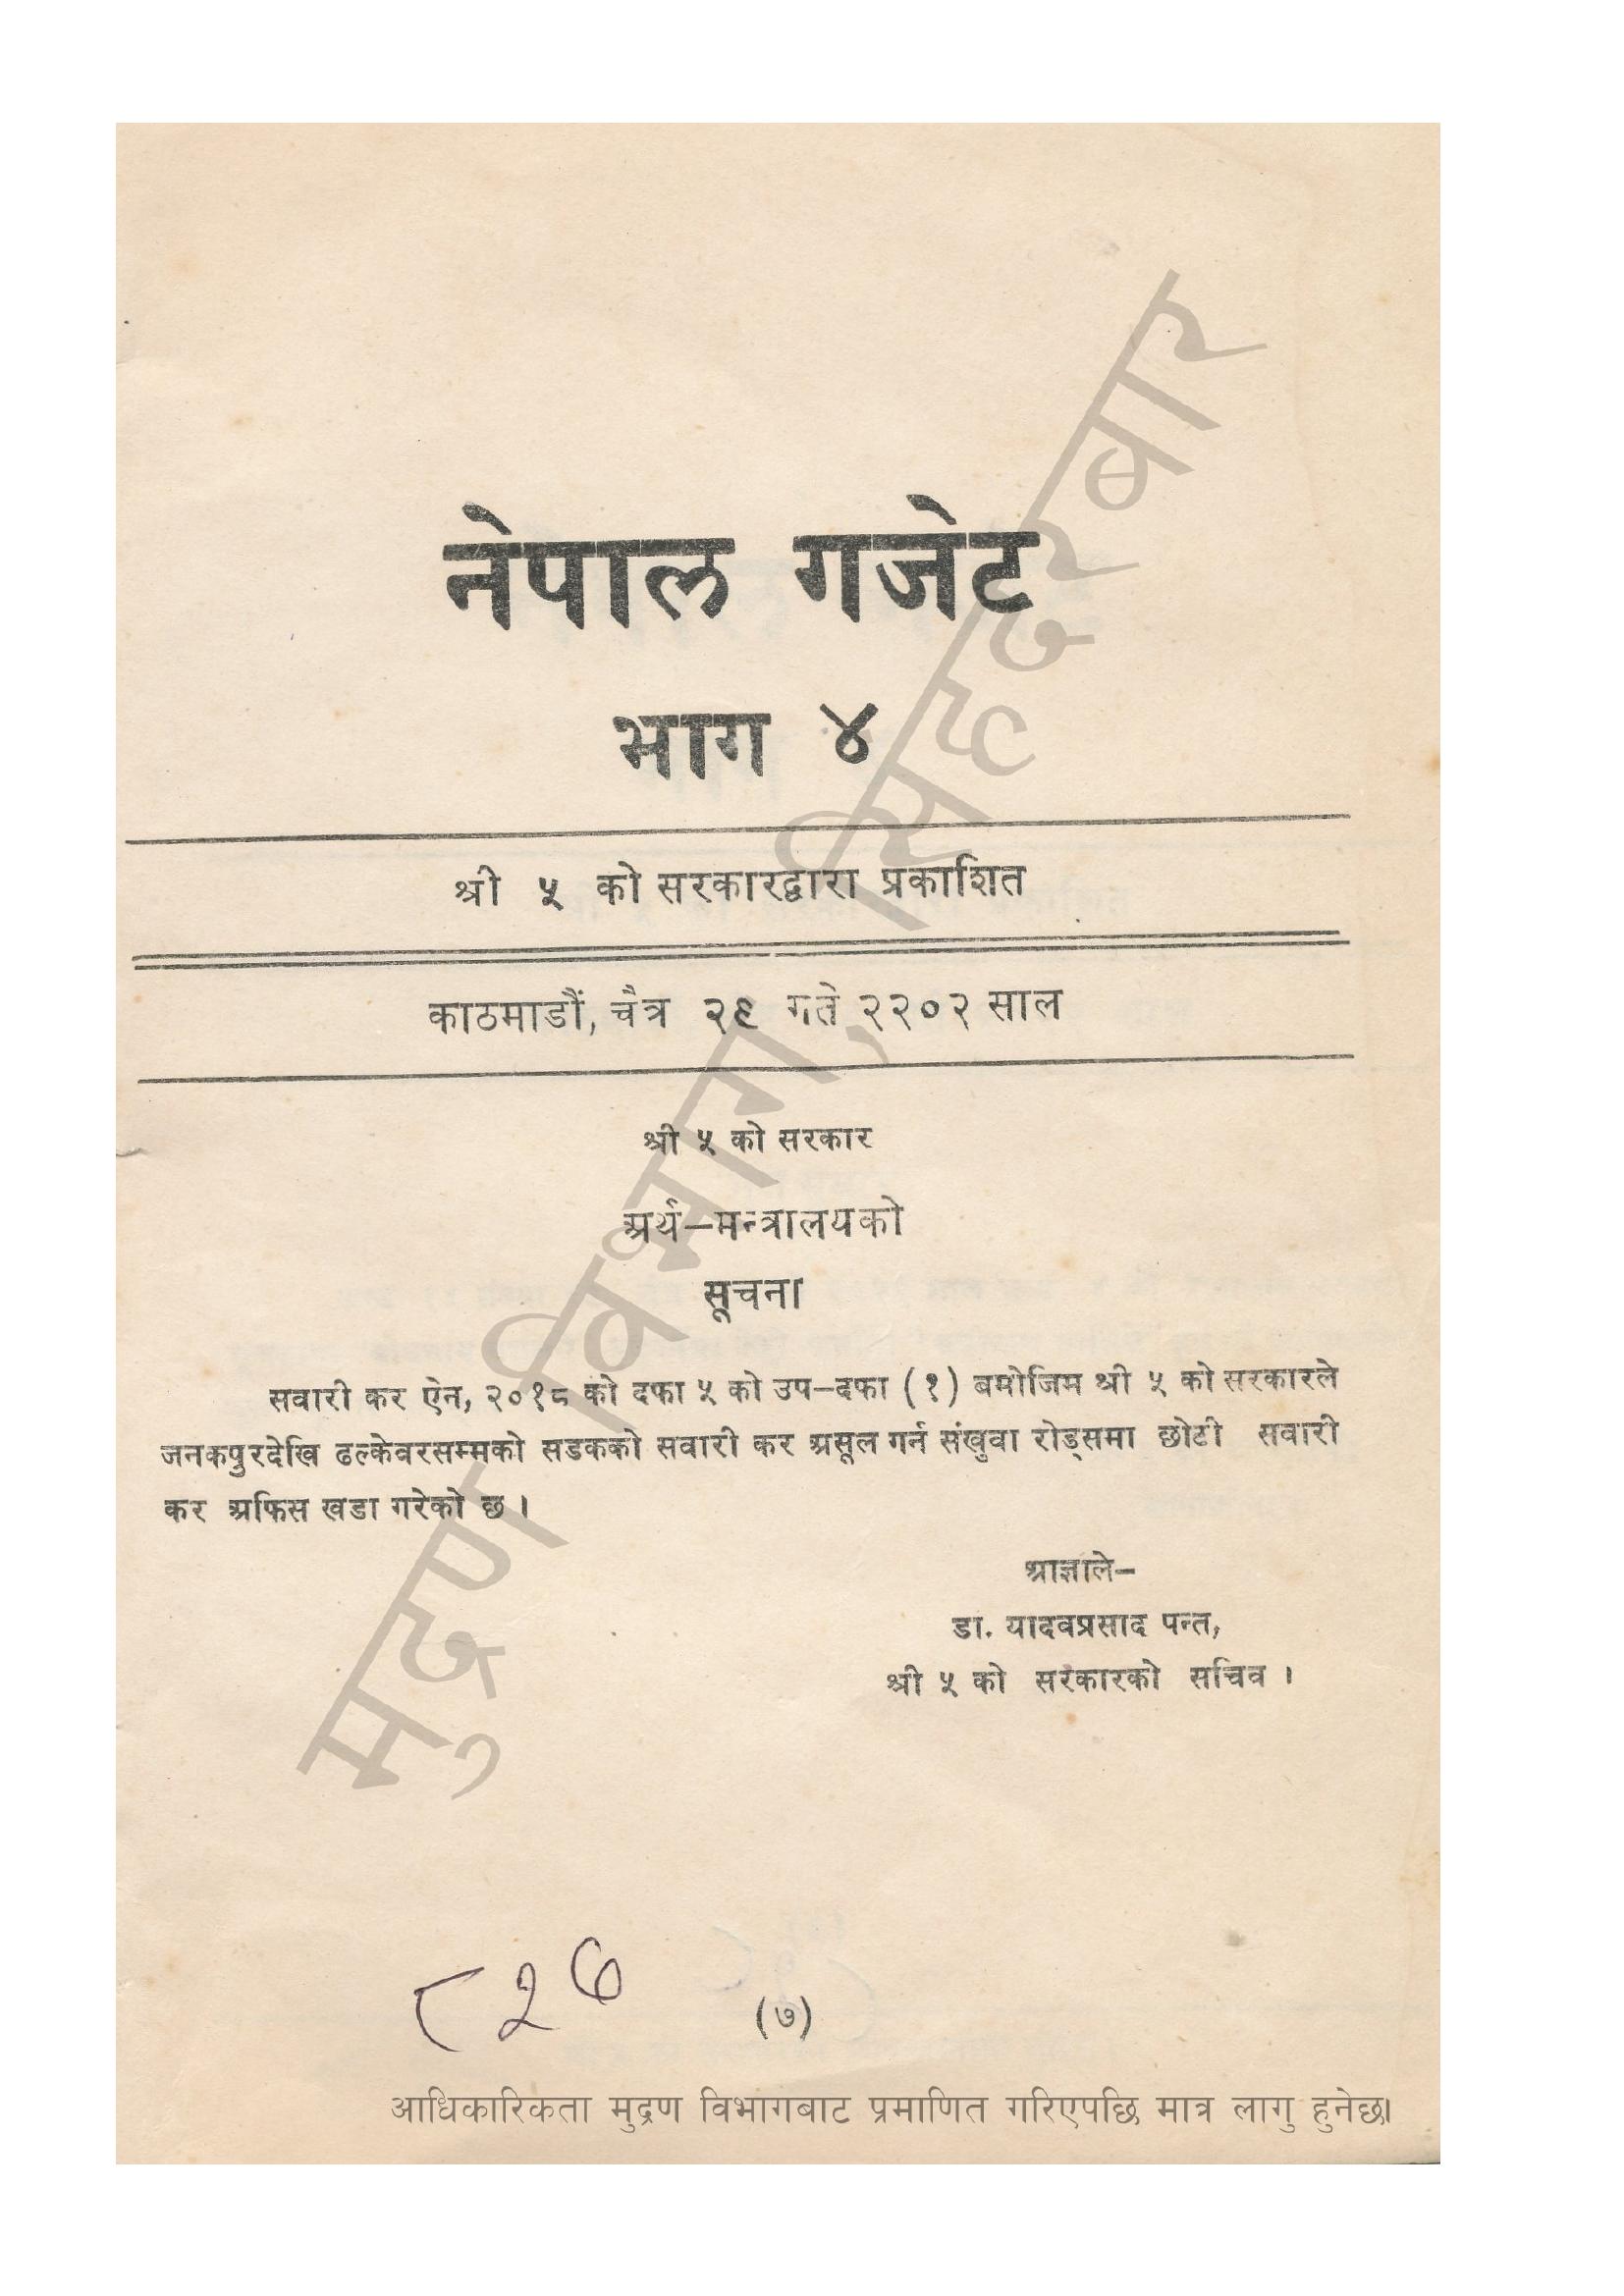 नेपाल गजेट
भाग ४
श्री ५ को सरकारद्वारा प्रकाशित
काठमाडौं, चैत्र २९ गते २२०२ साल
श्री ५ को सरकार
अर्थ–मन्त्रालयको
सूचना
सवारी कर ऐन, २०१८ को दफा ५ को उप–दफा (१) बमोजिम श्री ५ को सरकारले
जनकपुरदेखि ढल्केवरसम्मको सडकको सवारी कर असूल गर्न संखुवा रोड्समा छोटी सवारी
कर अफिस खडा गरेको छ ।
आज्ञाले–
डा. यादवप्रसाद पन्त,
श्री ५ को सरकारको सचिव ।
८२७
(७)
आधिकारिकता मुद्रण विभागबाट प्रमाणित गरिएपछि मात्र लागु हुनेछ।
मुद्रण विभाग, सिंहदरबार